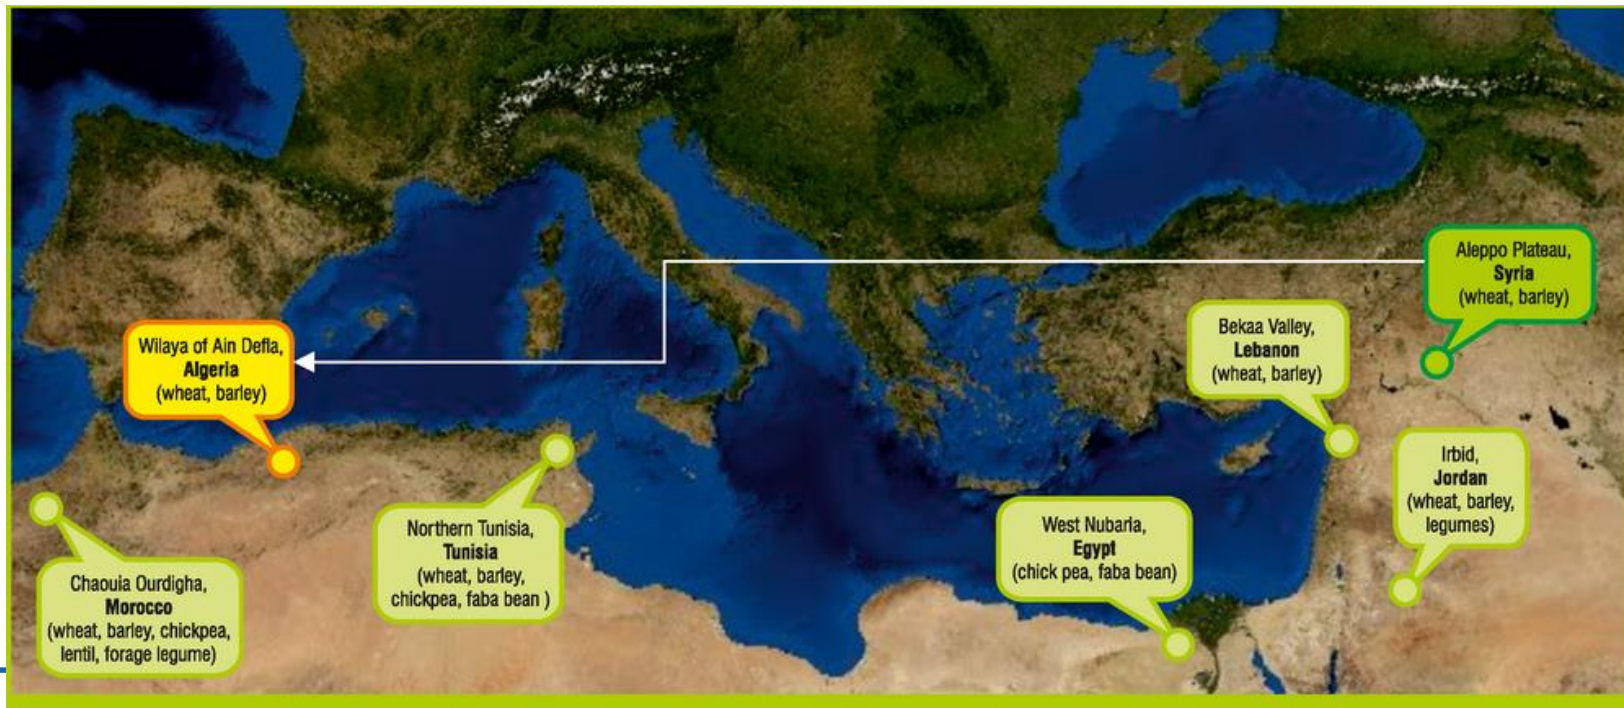 Aleppo Plateau,
Syria
(wheat, barley)
Bekaa Valley,
Lebanon
(wheat, barley)
Wilaya of Ain Defla,
Algeria
(wheat, barley)
Irbid,
Jordan
(wheat, barley,
legumes)
West Nubaria,
Egypt
(chick pea, faba bean)
Northern Tunisia,
Tunisia
(wheat, barley,
chickpea, faba bean )
Chaouia Ourdigha,
Morocco
(wheat, barley, chickpea,
lentil, forage legume)